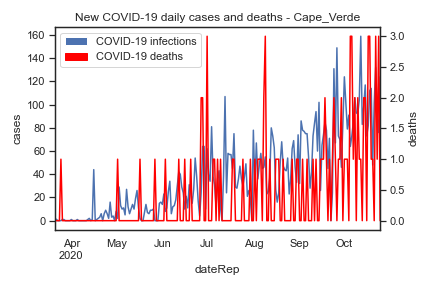 New COVID-19 daily cases and deaths - Cape_Verde
COVID-19 infections
COVID-19 deaths
160
140
120
100
80
60
40
20
0
cases
3.0
2.5
2.0
1.5
1.0
0.5
0.0
deaths
Apr
2020
May
Jun
Jul
Aug
Sep
Oct
dateRep